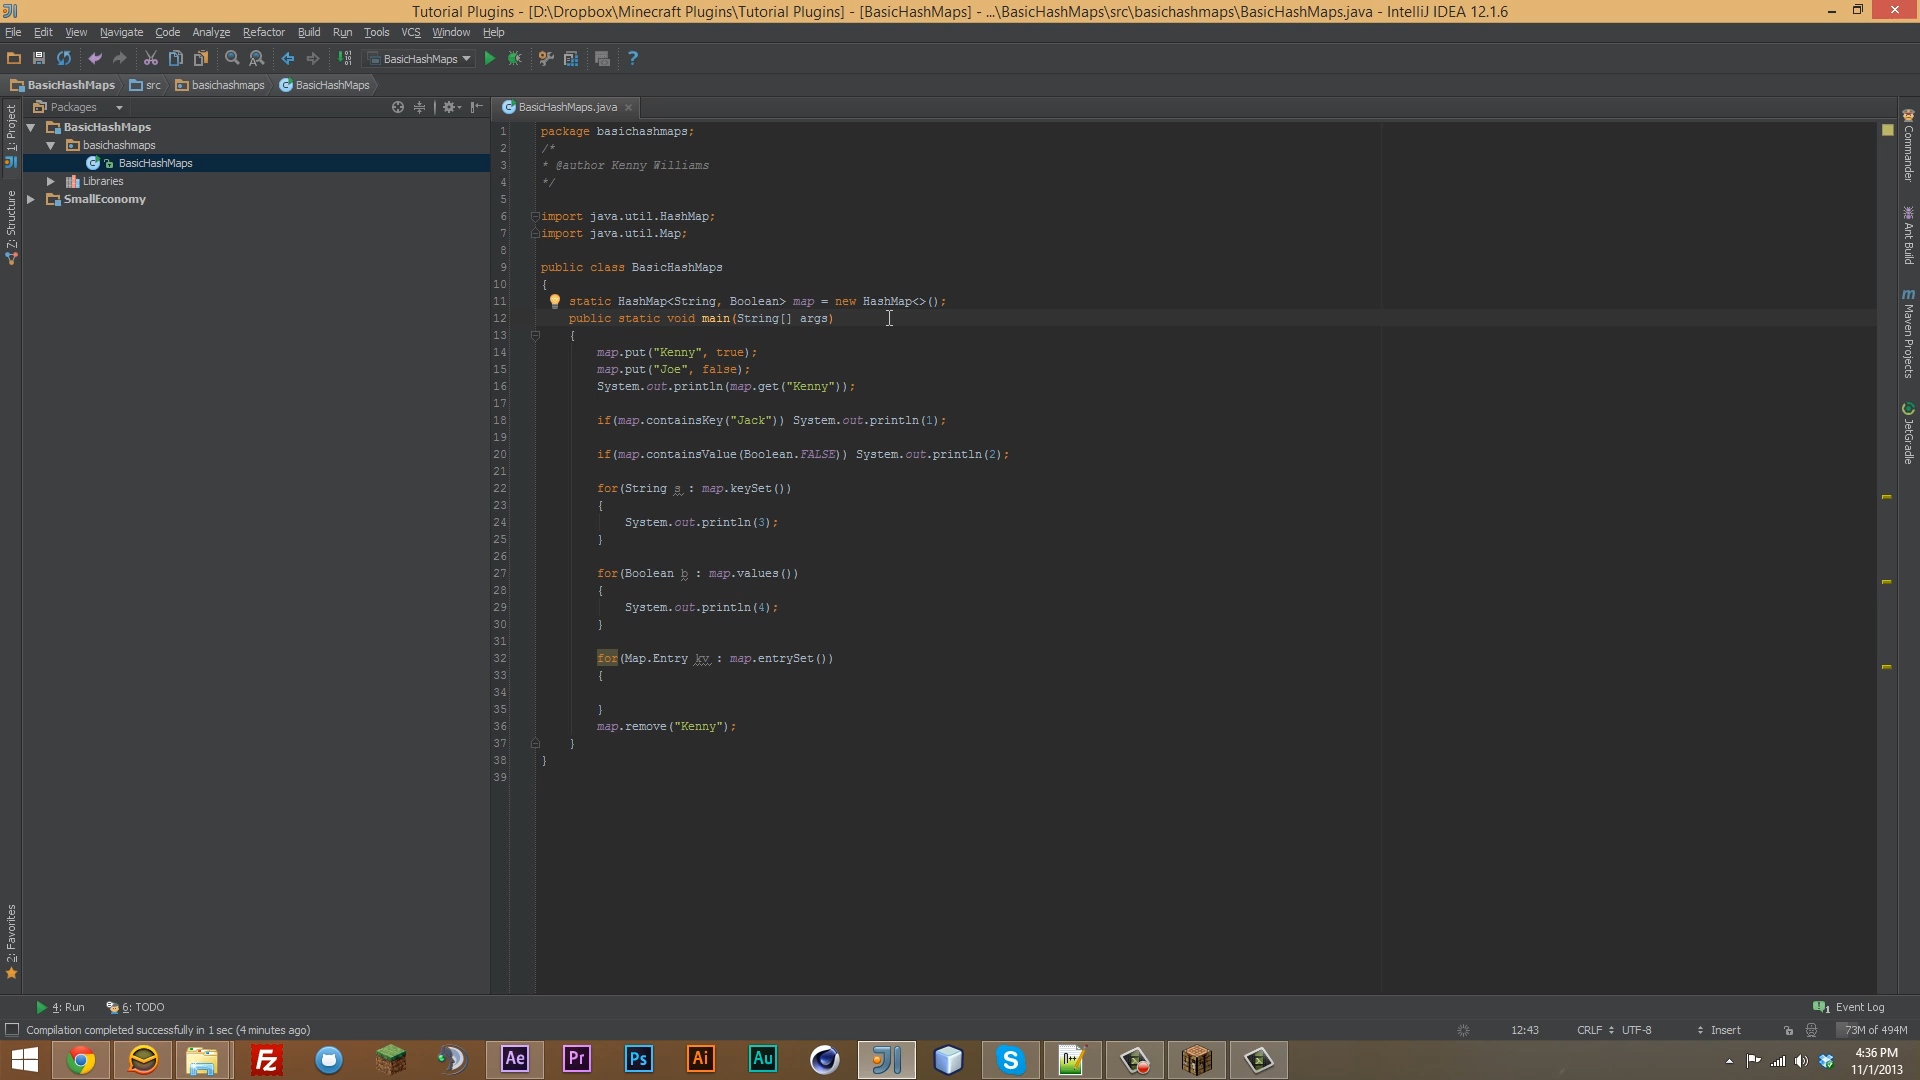 Tutorial Plugins - [D:\Dropbox\Minecraft Plugins\Tutorial Plugins] - [BasicHashMaps] - ...\BasicHashMaps\src\basichashmaps\BasicHashMaps.java - IntelliJ IDEA 12.1.6
File Edit View Navigate Code Analyze Refactor Build Run Tools VCS Window Help
BasicHashMaps
BasicHashMaps src basichashmaps BasicHashMaps
Packages
BasicHashMaps.java
1: Project
Z: Structure
2: Favorites
BasicHashMaps
basichashmaps
BasicHashMaps
Libraries
SmallEconomy
1 package basichashmaps;
2 /*
3 * @author Kenny Williams
4 */
5
6 import java.util.HashMap;
7 import java.util.Map;
8
9 public class BasicHashMaps
10 {
11 static HashMap<String, Boolean> map = new HashMap<>();
12 public static void main(String[] args)
13 {
14 map.put("Kenny", true);
15 map.put("Joe", false);
16 System.out.println(map.get("Kenny"));
17
18 if(map.containsKey("Jack")) System.out.println(1);
19
20 if(map.containsValue(Boolean.FALSE)) System.out.println(2);
21
22 for(String s : map.keySet())
23 {
24 System.out.println(3);
25 }
26
27 for(Boolean b : map.values())
28 {
29 System.out.println(4);
30 }
31
32 for(Map.Entry kv : map.entrySet())
33 {
34
35 }
36 map.remove("Kenny");
37 }
38 }
39
Commander
Ant Build
Maven Projects
JetGradle
4: Run 6: TODO
Event Log
Compilation completed successfully in 1 sec (4 minutes ago)
12:43 CRLF UTF-8 Insert 73M of 494M
Fz Ae Pr Ps Ai Au
4:36 PM
11/1/2013